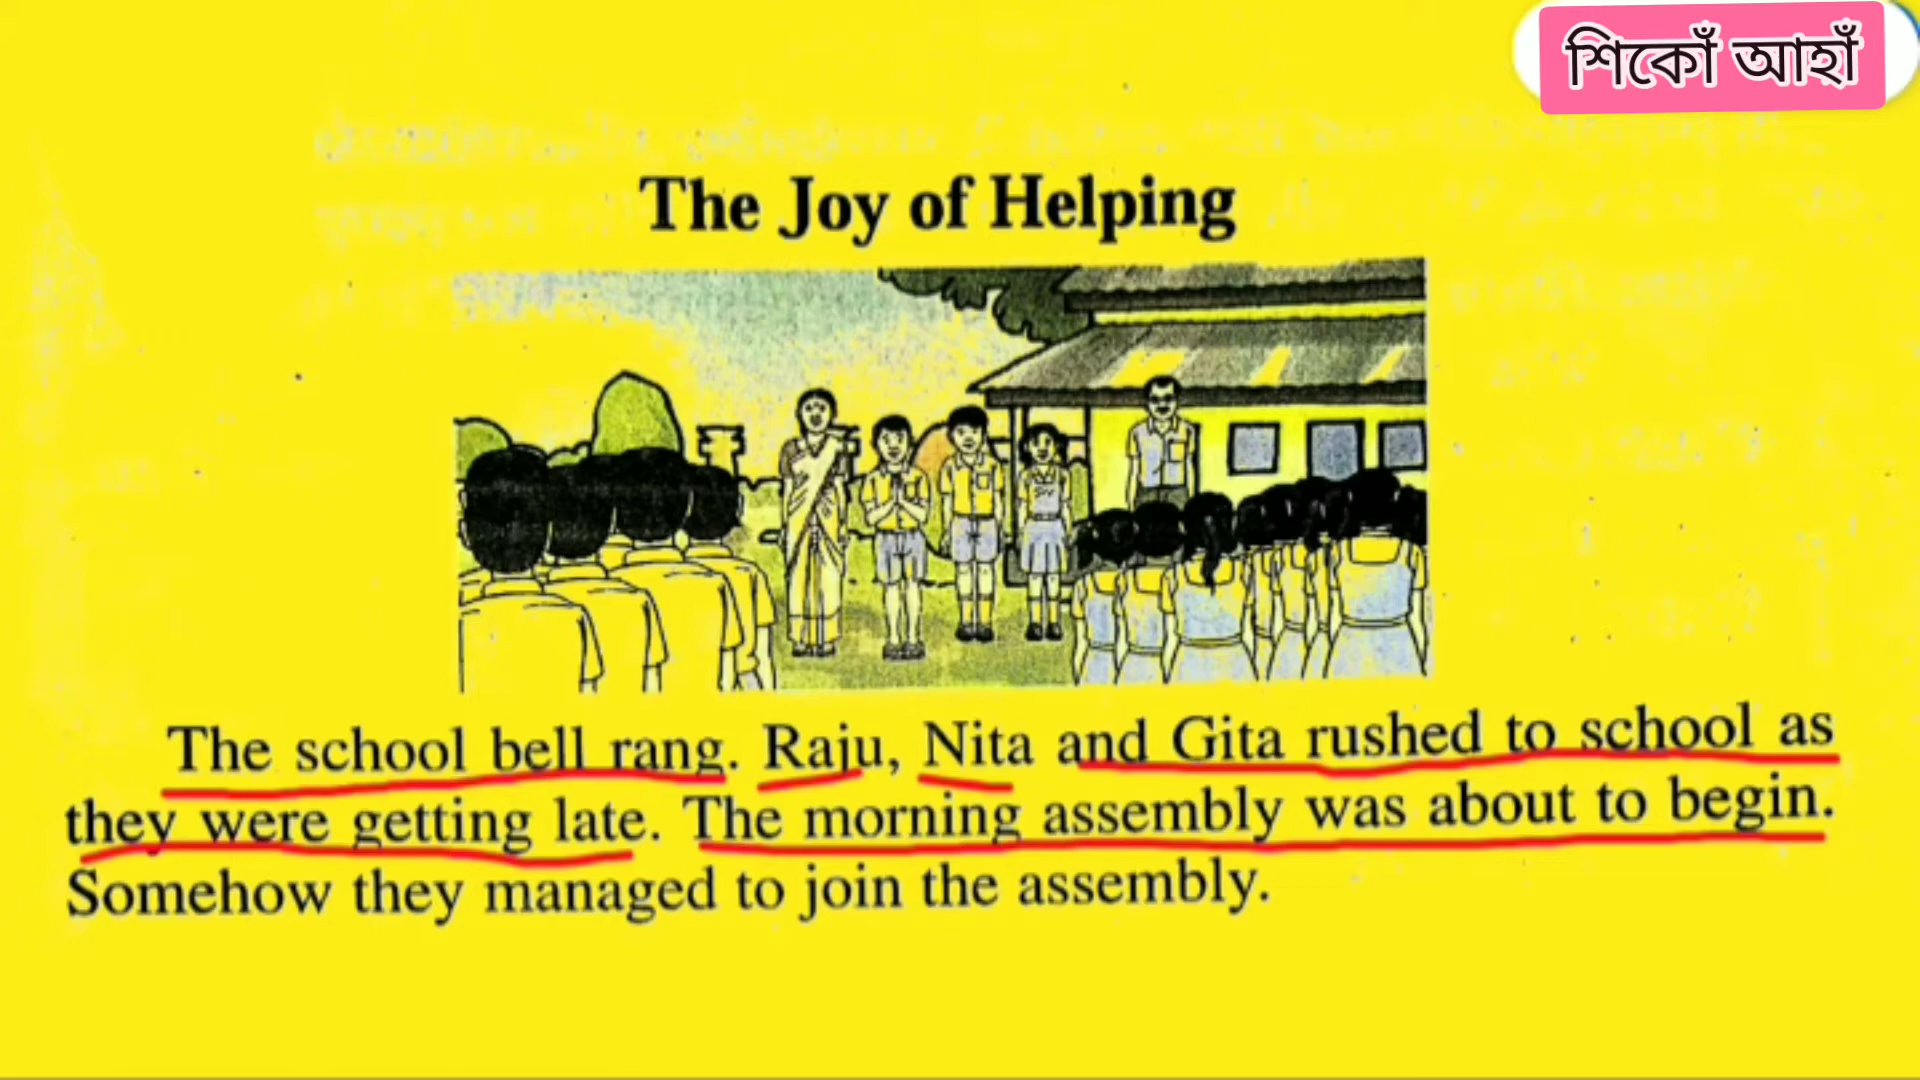 শিকোঁ আহাঁ
The Joy of Helping
The school bell rang. Raju, Nita and Gita rushed to school as
they were getting late. The morning assembly was about to begin.
Somehow they managed to join the assembly.